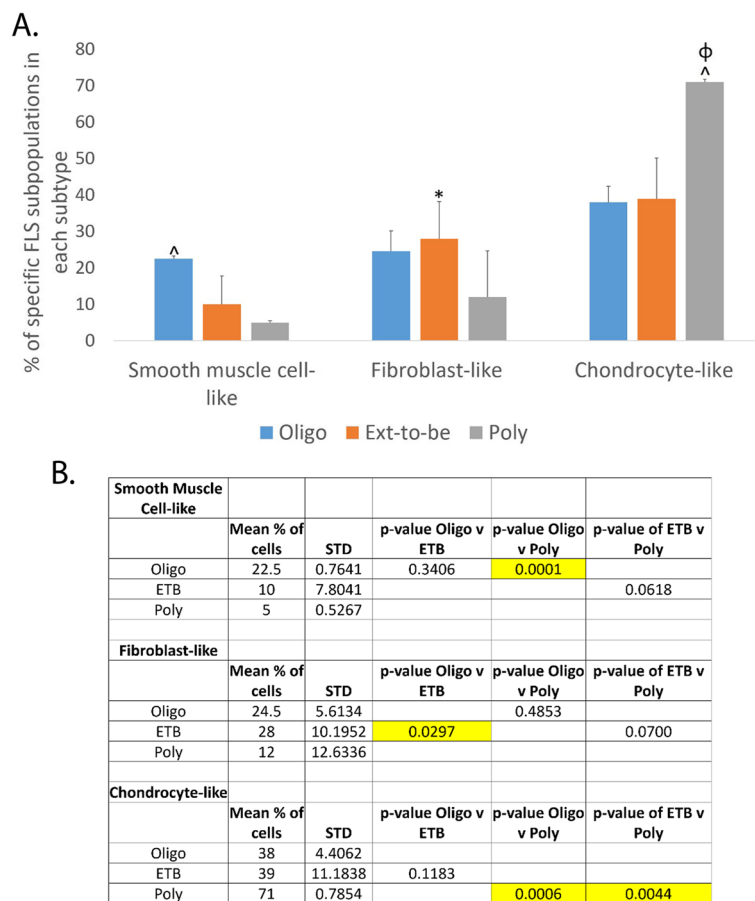 A.
% of specific FLS subpopulations in
each subtype
80
70
60
50
40
30
20
10
0
^
*
ф
^
Smooth muscle cell-
like
Fibroblast-like
Chondrocyte-like
Oligo Ext-to-be Poly
B.
Smooth Muscle
Cell-like
Mean % of
cells STD p-value Oligo v
ETB p-value Oligo
v Poly p-value of ETB v
Poly
Oligo 22.5 0.7641 0.3406 0.0001
ETB 10 7.8041 0.0618
Poly 5 0.5267
Fibroblast-like
Mean % of
cells STD p-value Oligo v
ETB p-value Oligo
v Poly p-value of ETB v
Poly
Oligo 24.5 5.6134 0.4853
ETB 28 10.1952 0.0297 0.0700
Poly 12 12.6336
Chondrocyte-like
Mean % of
cells STD p-value Oligo v
ETB p-value Oligo
v Poly p-value of ETB v
Poly
Oligo 38 4.4062
ETB 39 11.1838 0.1183
Poly 71 0.7854 0.0006 0.0044